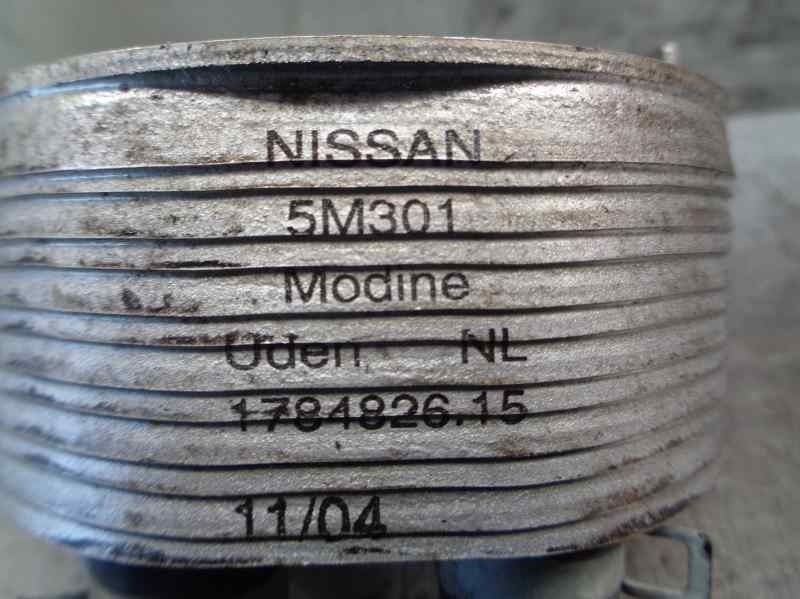 NISSAN
5M301
Modine
Uden NL
1784826.15
11/04